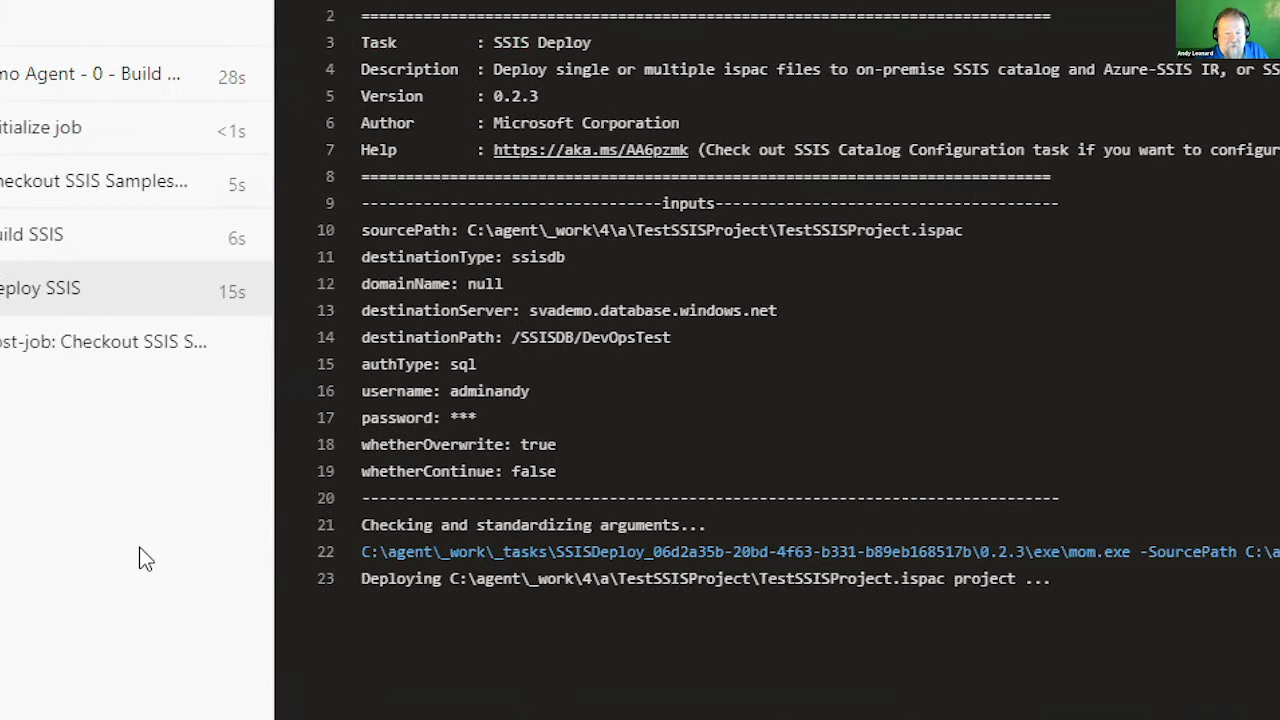 mo Agent - 0 - Build ...
28s
itialize job
<1s
heckout SSIS Samples...
5s
uild SSIS
6s
eploy SSIS
15s
ost-job: Checkout SSIS S...
2 ==============================================================================
3 Task : SSIS Deploy
4 Description : Deploy single or multiple ispac files to on-premise SSIS catalog and Azure-SSIS IR, or SS
5 Version : 0.2.3
6 Author : Microsoft Corporation
7 Help : https://aka.ms/AA6pzmk (Check out SSIS Catalog Configuration task if you want to configur
8 ==============================================================================
9 ----------------------------------inputs---------------------------------------
10 sourcePath: C:\agent\_work\4\a\TestSSISProject\TestSSISProject.ispac
11 destinationType: ssisdb
12 domainName: null
13 destinationServer: svademo.database.windows.net
14 destinationPath: /SSISDB/DevOpsTest
15 authType: sql
16 username: adminandy
17 password: ***
18 whetherOverwrite: true
19 whetherContinue: false
20 -------------------------------------------------------------------------------
21 Checking and standardizing arguments...
22 C:\agent\_work\_tasks\SSISDeploy_06d2a35b-20bd-4f63-b331-b89eb168517b\0.2.3\exe\mom.exe -SourcePath C:\a
23 Deploying C:\agent\_work\4\a\TestSSISProject\TestSSISProject.ispac project ...
Andy Leonard